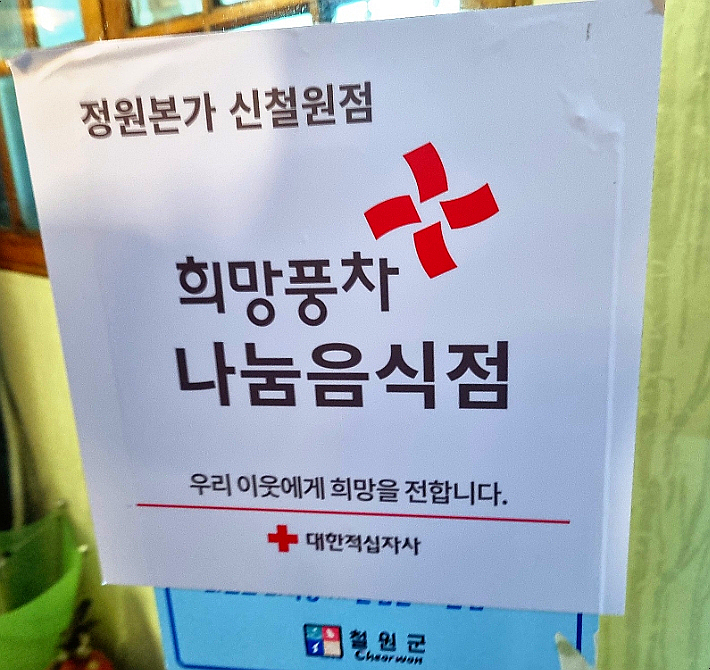 정원본가 신철원점
희망풍차
나눔음식점
우리 이웃에게 희망을 전합니다.
대한적십자사
철원군
Cheorwon